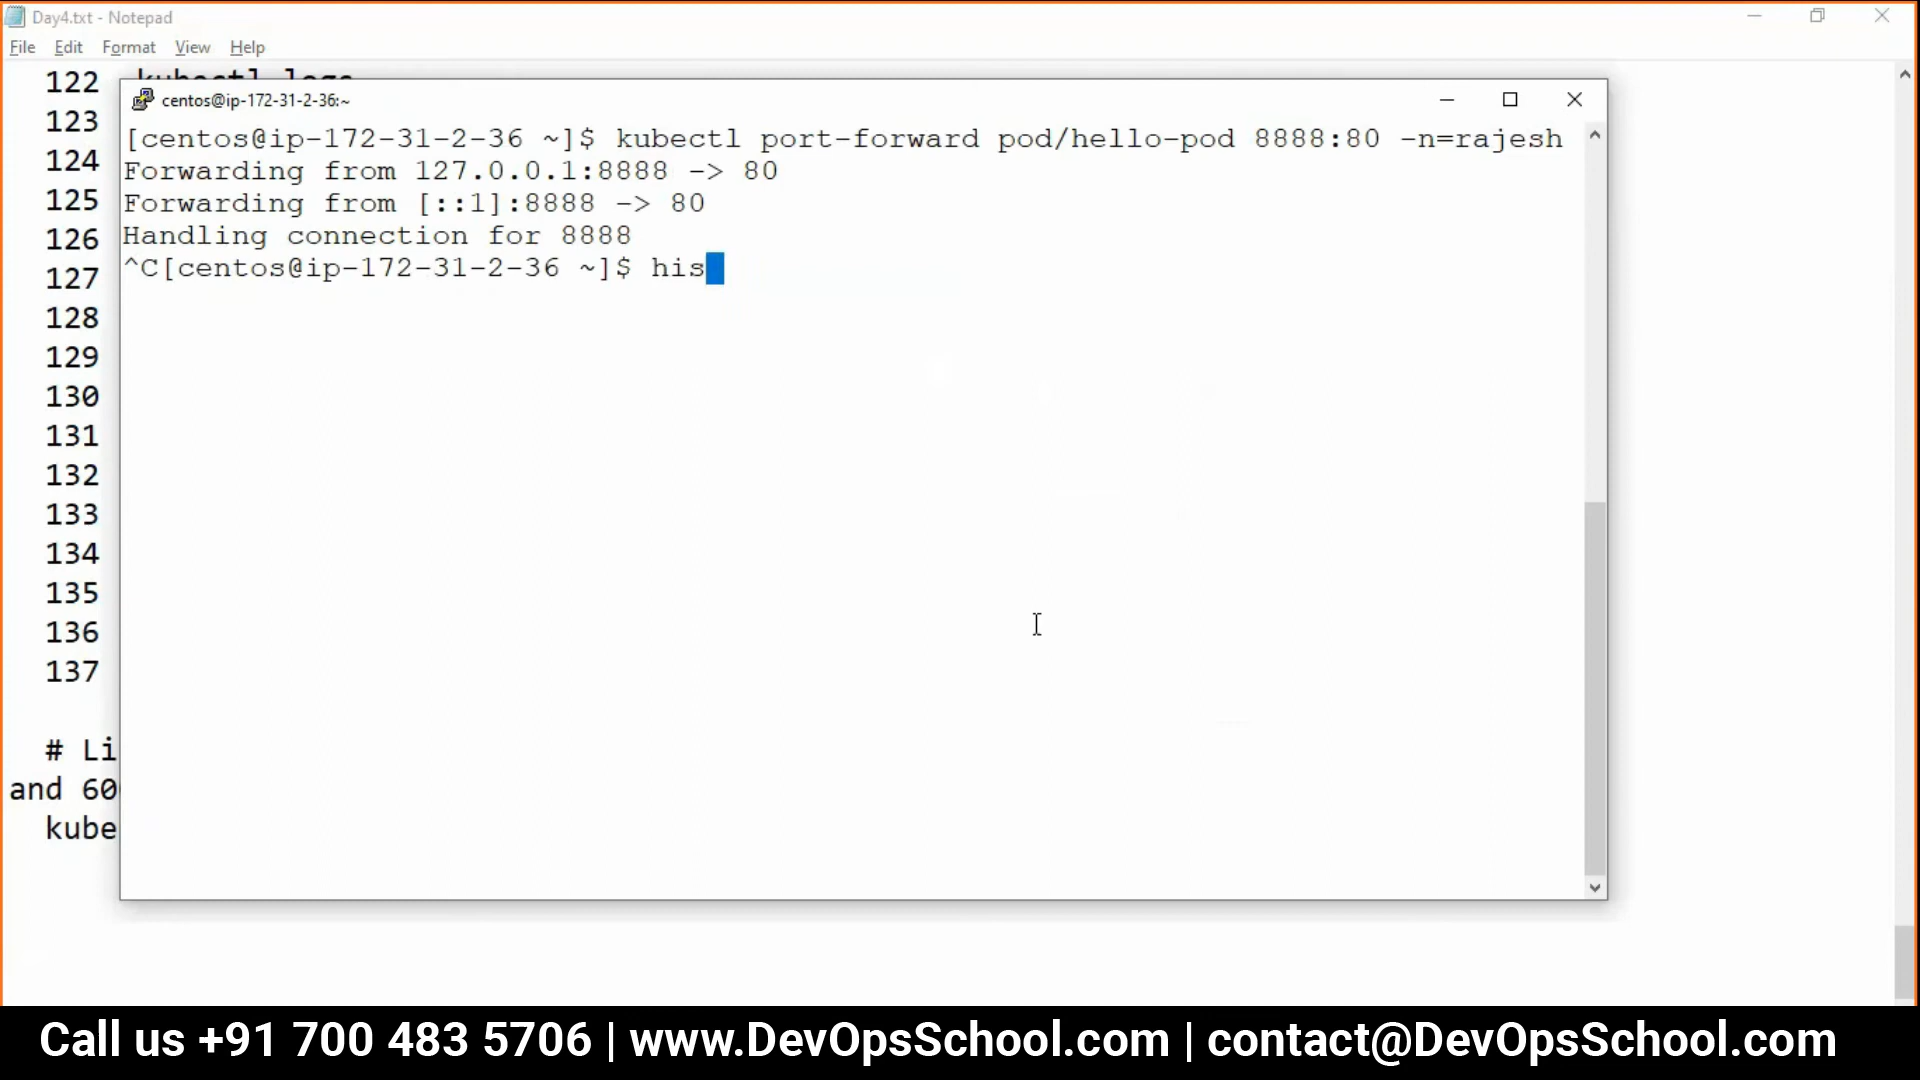 Day4.txt - Notepad
File Edit Format View Help
122 kubectl logs
centos@ip-172-31-2-36:~
[centos@ip-172-31-2-36 ~]$ kubectl port-forward pod/hello-pod 8888:80 -n=rajesh
Forwarding from 127.0.0.1:8888 -> 80
Forwarding from [::1]:8888 -> 80
Handling connection for 8888
^C[centos@ip-172-31-2-36 ~]$ his
123
124
125
126
127
128
129
130
131
132
133
134
135
136
137
# Li
and 60
kube
Call us +91 700 483 5706 | www.DevOpsSchool.com | contact@DevOpsSchool.com